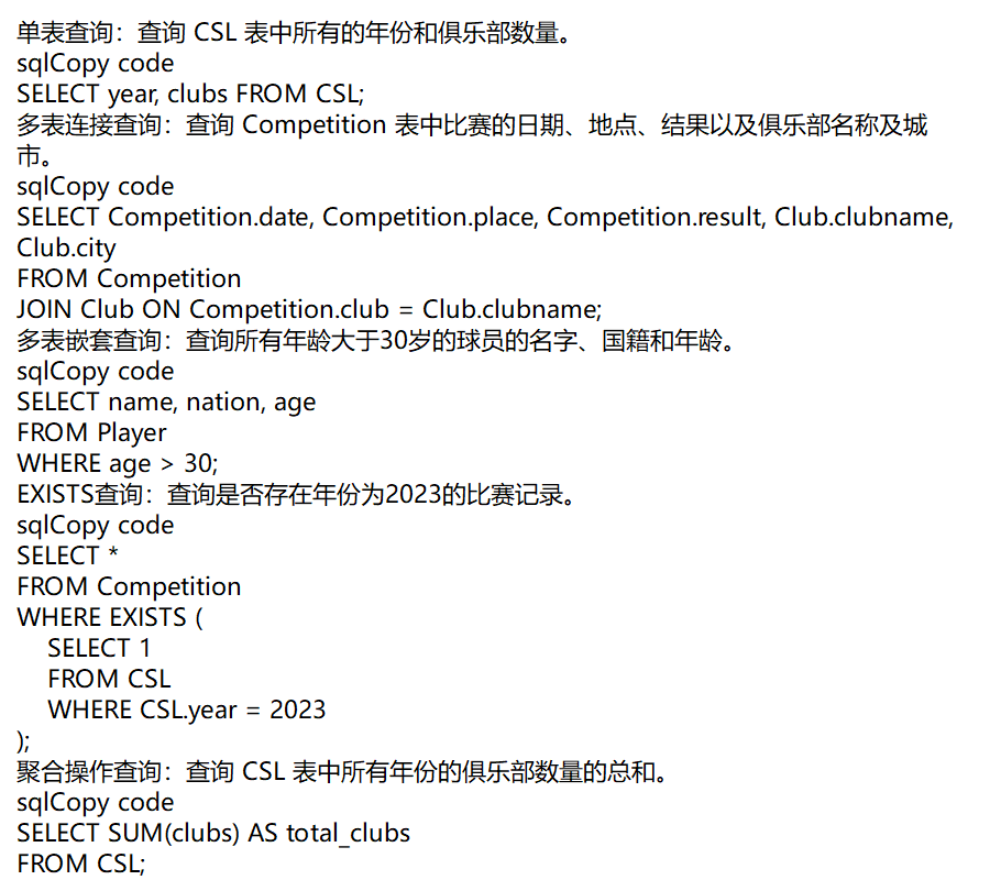 单表查询：查询 CSL 表中所有的年份和俱乐部数量。
sqlCopy code
SELECT year, clubs FROM CSL;
多表连接查询：查询 Competition 表中比赛的日期、地点、结果以及俱乐部名称及城
市。
sqlCopy code
SELECT Competition.date, Competition.place, Competition.result, Club.clubname,
Club.city
FROM Competition
JOIN Club ON Competition.club = Club.clubname;
多表嵌套查询：查询所有年龄大于30岁的球员的名字、国籍和年龄。
sqlCopy code
SELECT name, nation, age
FROM Player
WHERE age > 30;
EXISTS查询：查询是否存在年份为2023的比赛记录。
sqlCopy code
SELECT *
FROM Competition
WHERE EXISTS (
    SELECT 1
    FROM CSL
    WHERE CSL.year = 2023
);
聚合操作查询：查询 CSL 表中所有年份的俱乐部数量的总和。
sqlCopy code
SELECT SUM(clubs) AS total_clubs
FROM CSL;